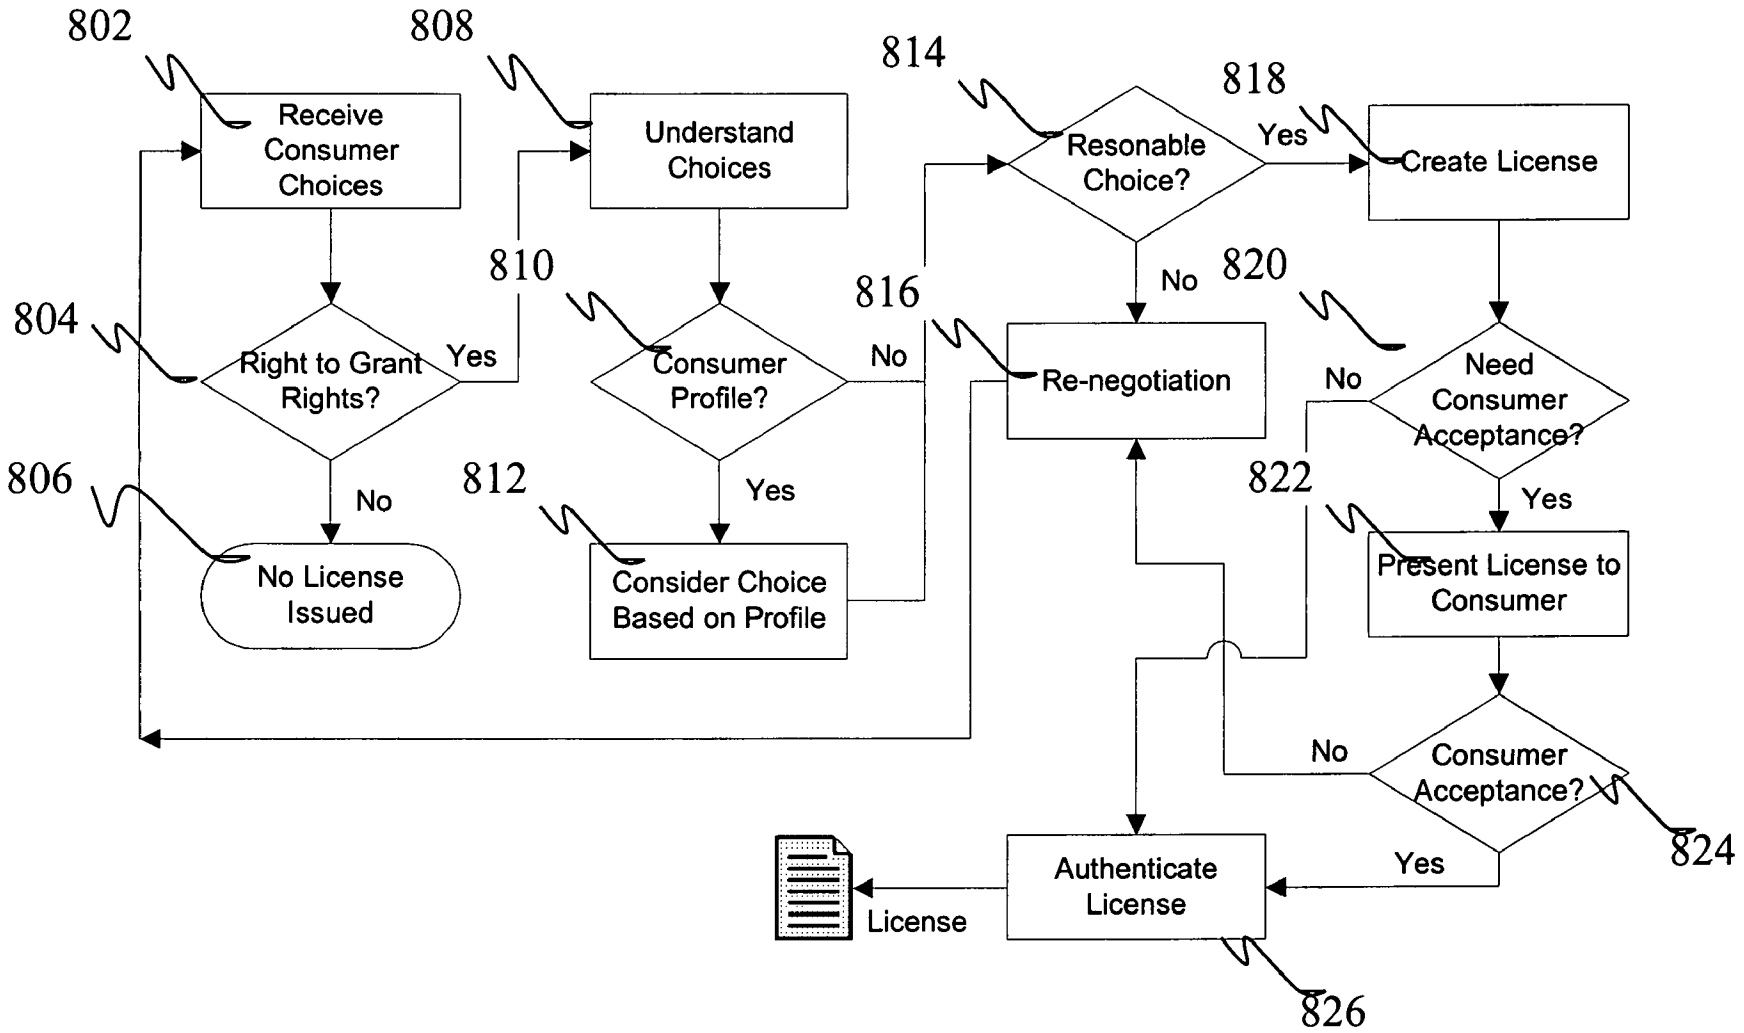 802
Receive
Consumer
Choices
804
Right to Grant
Rights?
Yes
No
806
No License
Issued
808
Understand
Choices
810
Consumer
Profile?
No
Yes
812
Consider Choice
Based on Profile
814
Resonable
Choice?
Yes
No
816
Re-negotiation
818
Create License
820
Need
Consumer
Acceptance?
No
Yes
822
Present License to
Consumer
Consumer
Acceptance?
No
Yes
824
Authenticate
License
826
License